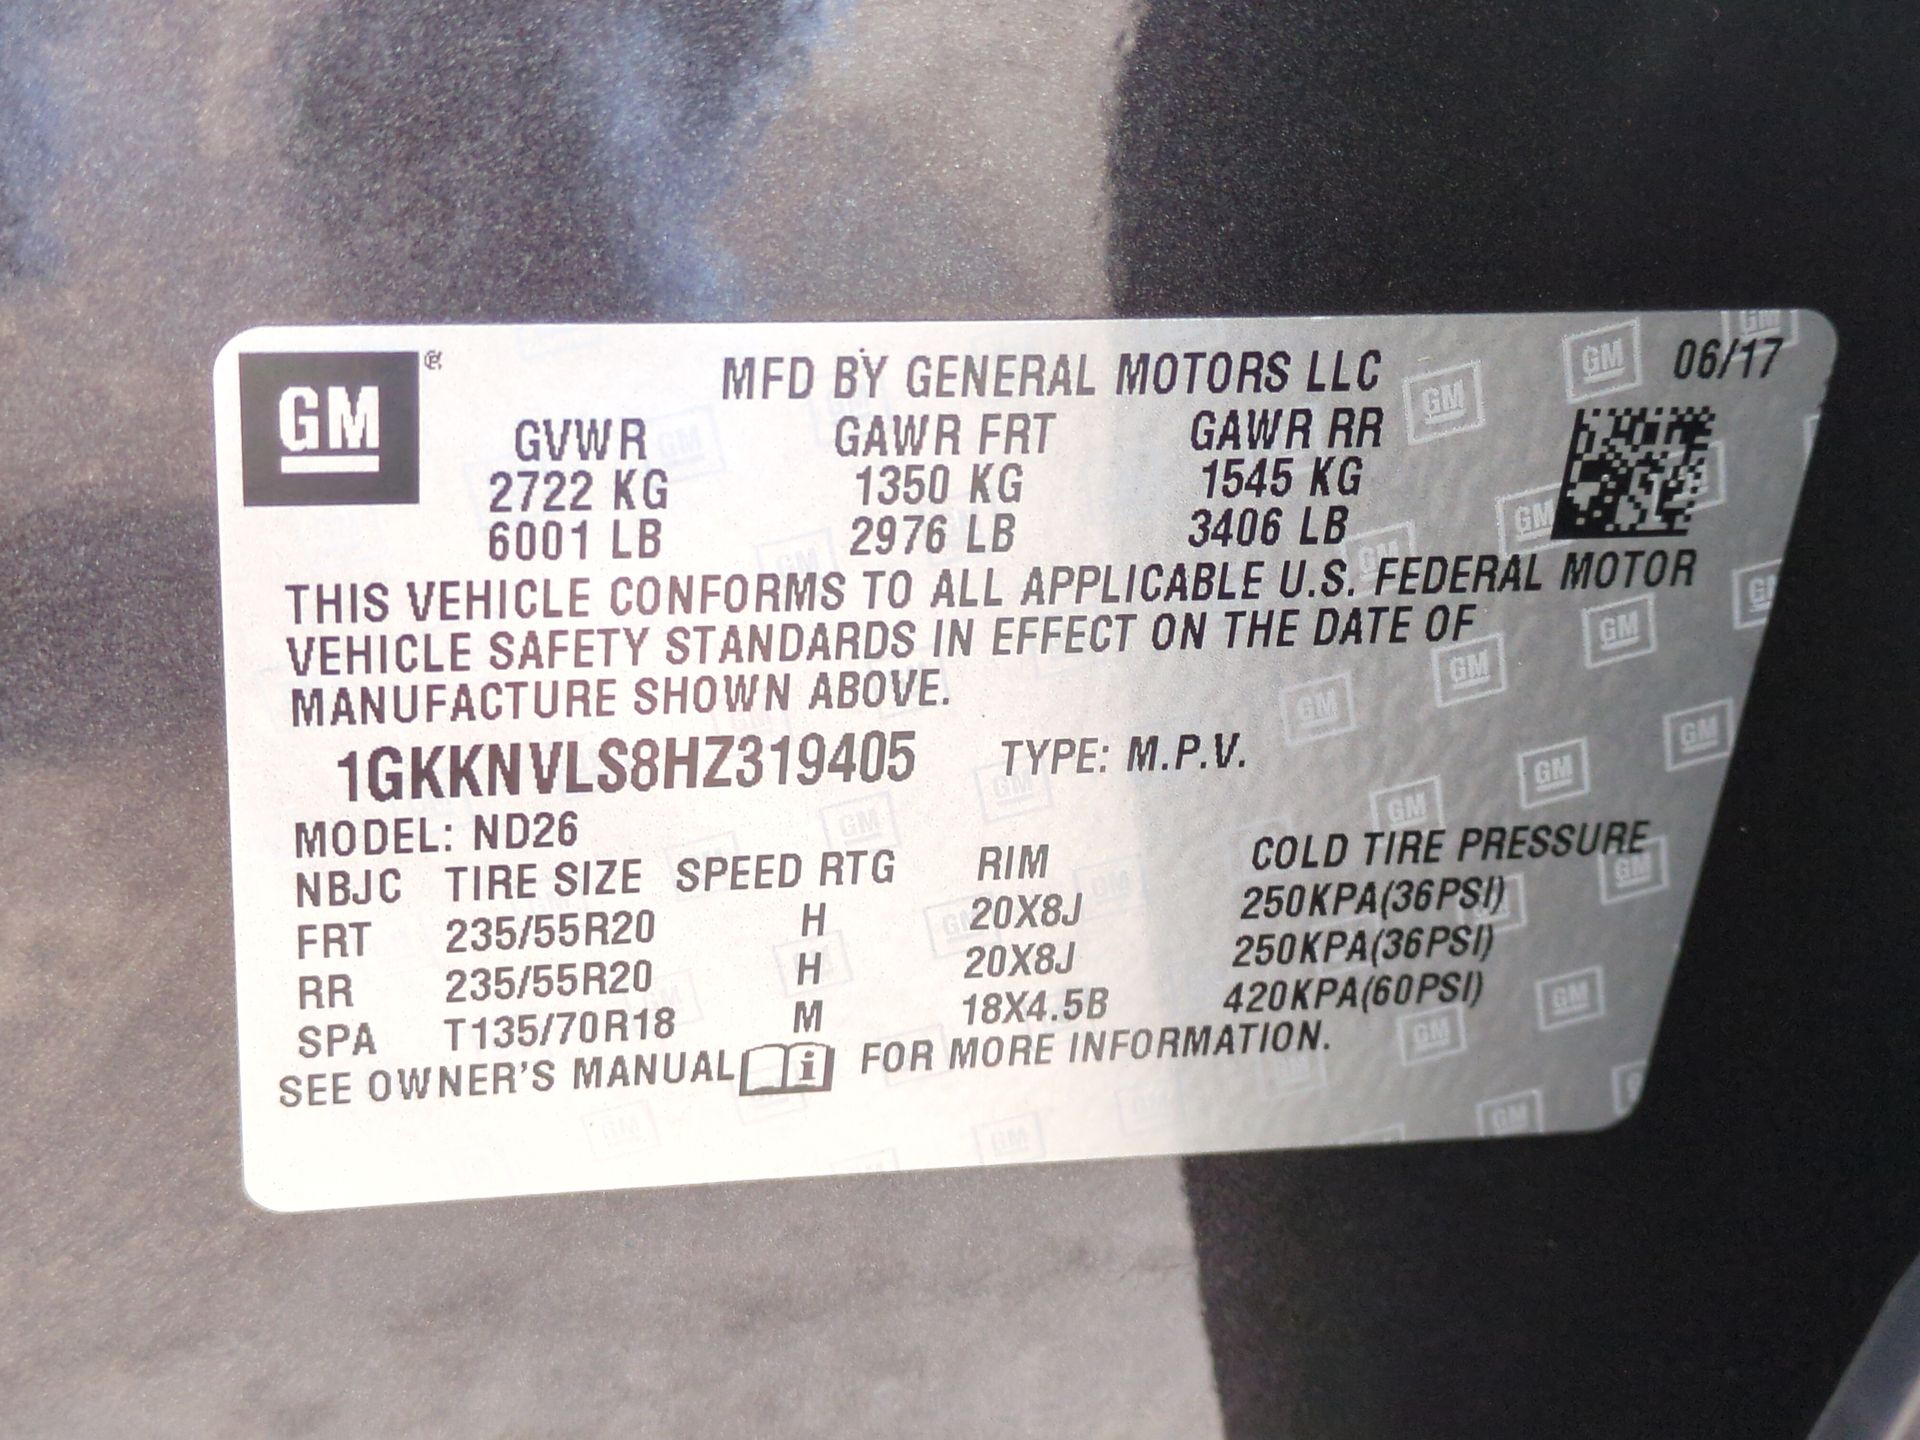 GM
MFD BY GENERAL MOTORS LLC 06/17
GVWR GAWR FRT GAWR RR
2722 KG 1350 KG 1545 KG
6001 LB 2976 LB 3406 LB
THIS VEHICLE CONFORMS TO ALL APPLICABLE U.S. FEDERAL MOTOR
VEHICLE SAFETY STANDARDS IN EFFECT ON THE DATE OF
MANUFACTURE SHOWN ABOVE.
1GKKNVLS8HZ319405 TYPE: M.P.V.
MODEL: ND26
NBJC TIRE SIZE SPEED RTG RIM COLD TIRE PRESSURE
FRT 235/55R20 H 20X8J 250KPA(36PSI)
RR 235/55R20 H 20X8J 250KPA(36PSI)
SPA T135/70R18 M 18X4.5B 420KPA(60PSI)
SEE OWNER'S MANUAL i FOR MORE INFORMATION.